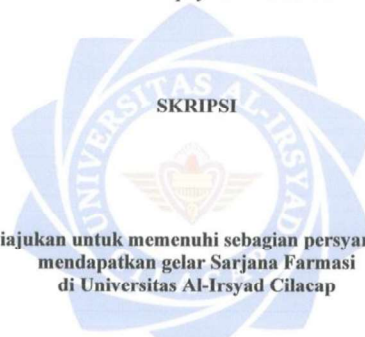 SKRIPSI
UNIVERSITAS AL-IRSYAD
iajukan untuk memenuhi sebagian persyar
mendapatkan gelar Sarjana Farmasi
di Universitas Al-Irsyad Cilacap